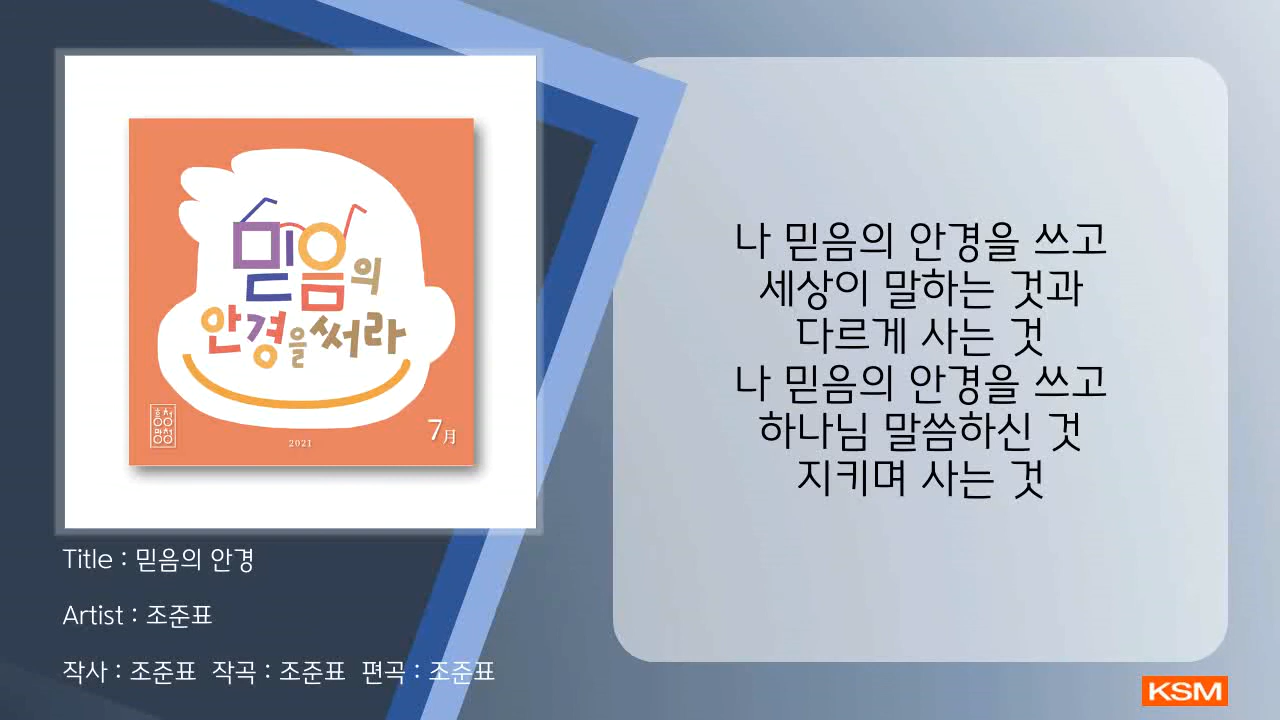 믿음의
안경을써라
흥청
망청
2021
7月
Title : 믿음의 안경
Artist : 조준표
작사 : 조준표 작곡 : 조준표 편곡 : 조준표
나 믿음의 안경을 쓰고
세상이 말하는 것과
다르게 사는 것
나 믿음의 안경을 쓰고
하나님 말씀하신 것
지키며 사는 것
KSM